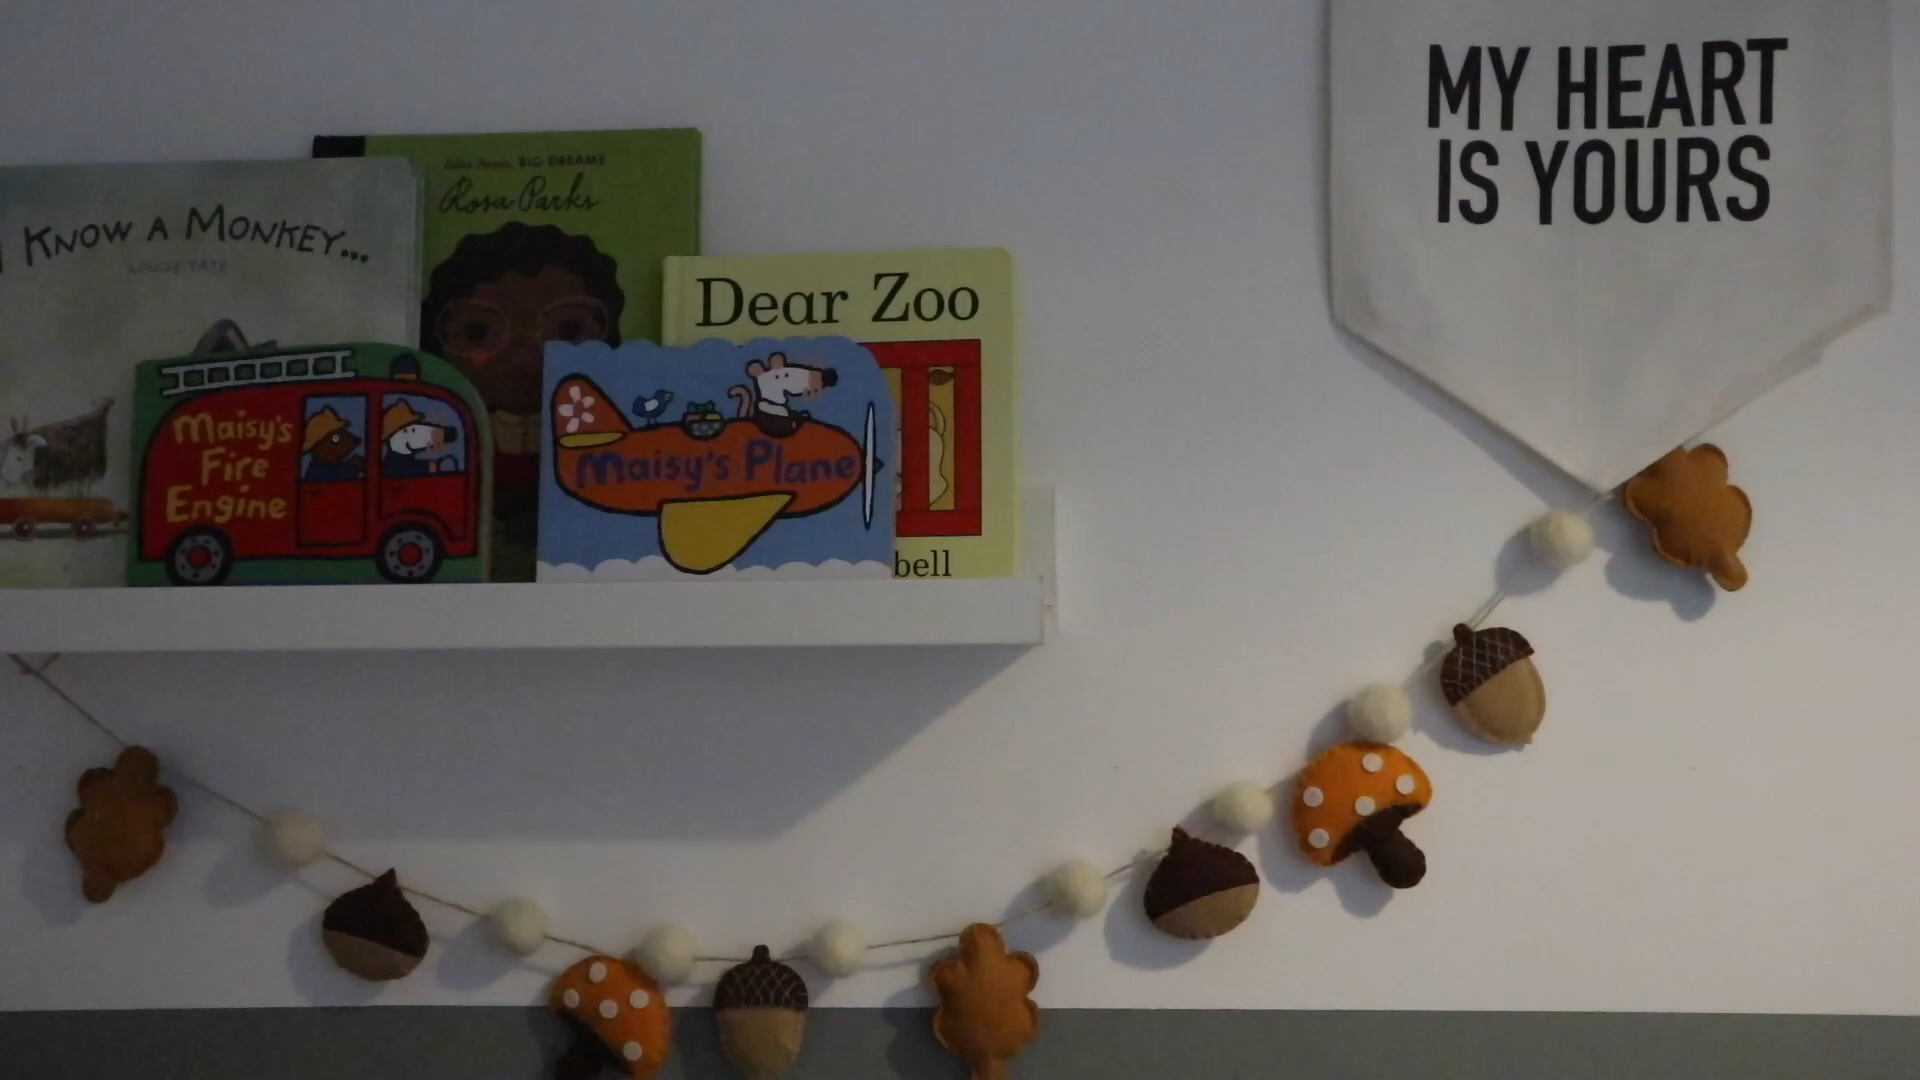 I KNOW A MONKEY...
LOUISE YATE
Little People, BIG DREAMS
Rosa Parks
Dear Zoo
bell
Maisy's
Fire
Engine
Maisy's Plane
MY HEART
IS YOURS